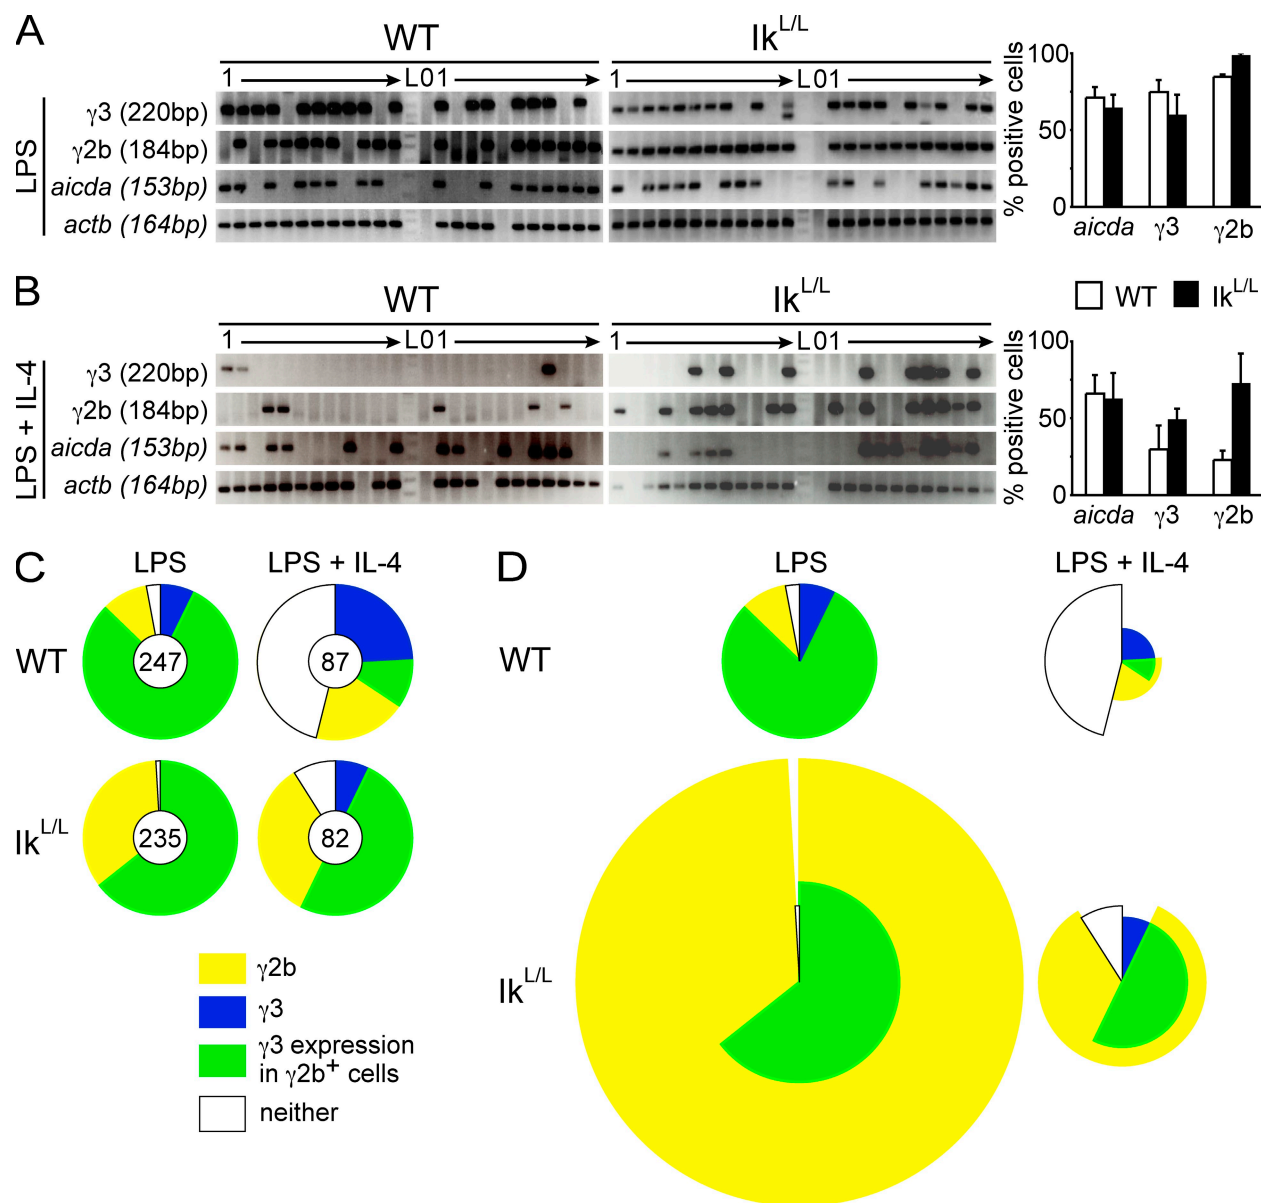 A
WT
Ik^L/L
1 L01
1 L01
LPS
γ3 (220bp)
γ2b (184bp)
aicda (153bp)
actb (164bp)
% positive cells
100
50
0
aicda γ3 γ2b
B
WT
Ik^L/L
WT Ik^L/L
1 L01
1 L01
LPS + IL-4
γ3 (220bp)
γ2b (184bp)
aicda (153bp)
actb (164bp)
% positive cells
100
50
0
aicda γ3 γ2b
C
LPS LPS + IL-4
WT
247 87
Ik^L/L
235 82
γ2b
γ3
γ3 expression
in γ2b+ cells
neither
D
LPS LPS + IL-4
WT
Ik^L/L